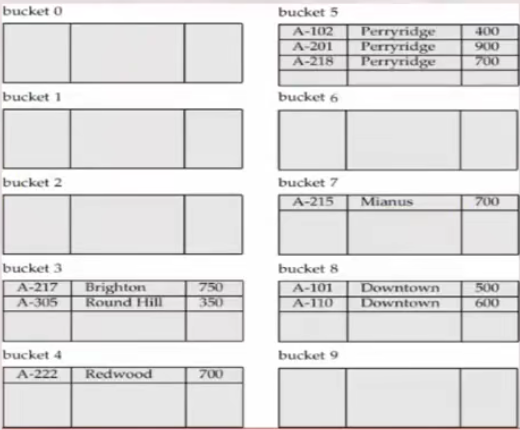 bucket 0
bucket 1
bucket 2
bucket 3
A-217 Brighton 750
A-305 Round Hill 350
bucket 4
A-222 Redwood 700
bucket 5
A-102 Perryridge 400
A-201 Perryridge 900
A-218 Perryridge 700
bucket 6
bucket 7
A-215 Mianus 700
bucket 8
A-101 Downtown 500
A-110 Downtown 600
bucket 9